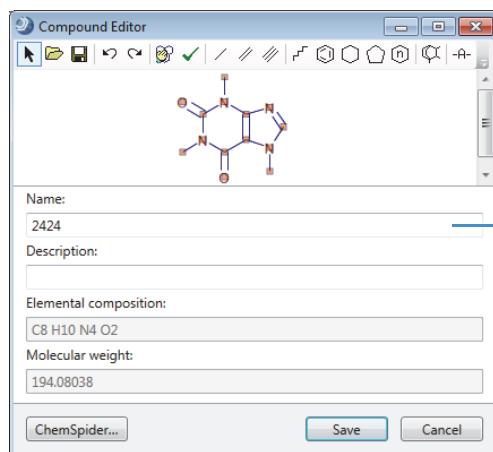 Compound Editor
n -A-
O N N N N O
Name:
2424
Description:
Elemental composition:
C8 H10 N4 O2
Molecular weight:
194.08038
ChemSpider... Save Cancel